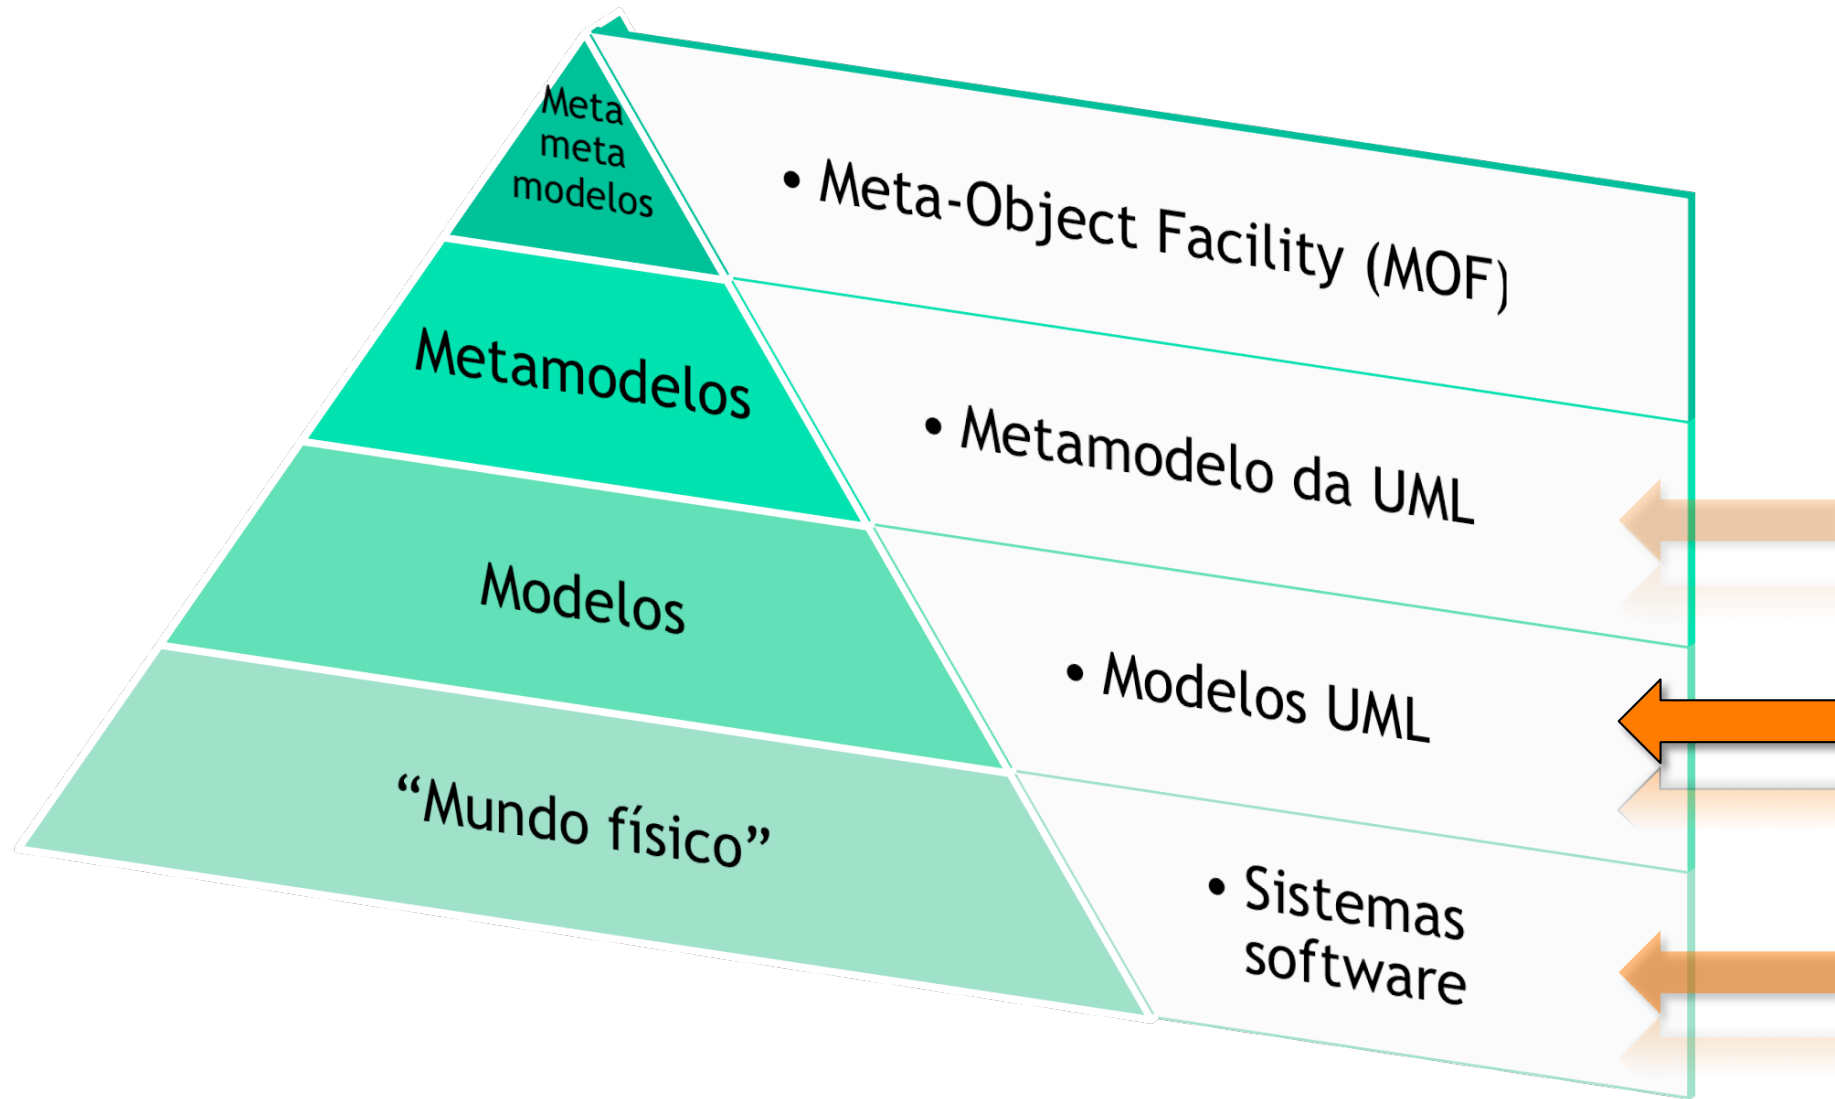 Meta
meta
modelos
• Meta-Object Facility (MOF)
Metamodelos
• Metamodelo da UML
Modelos
• Modelos UML
“Mundo físico”
• Sistemas
software